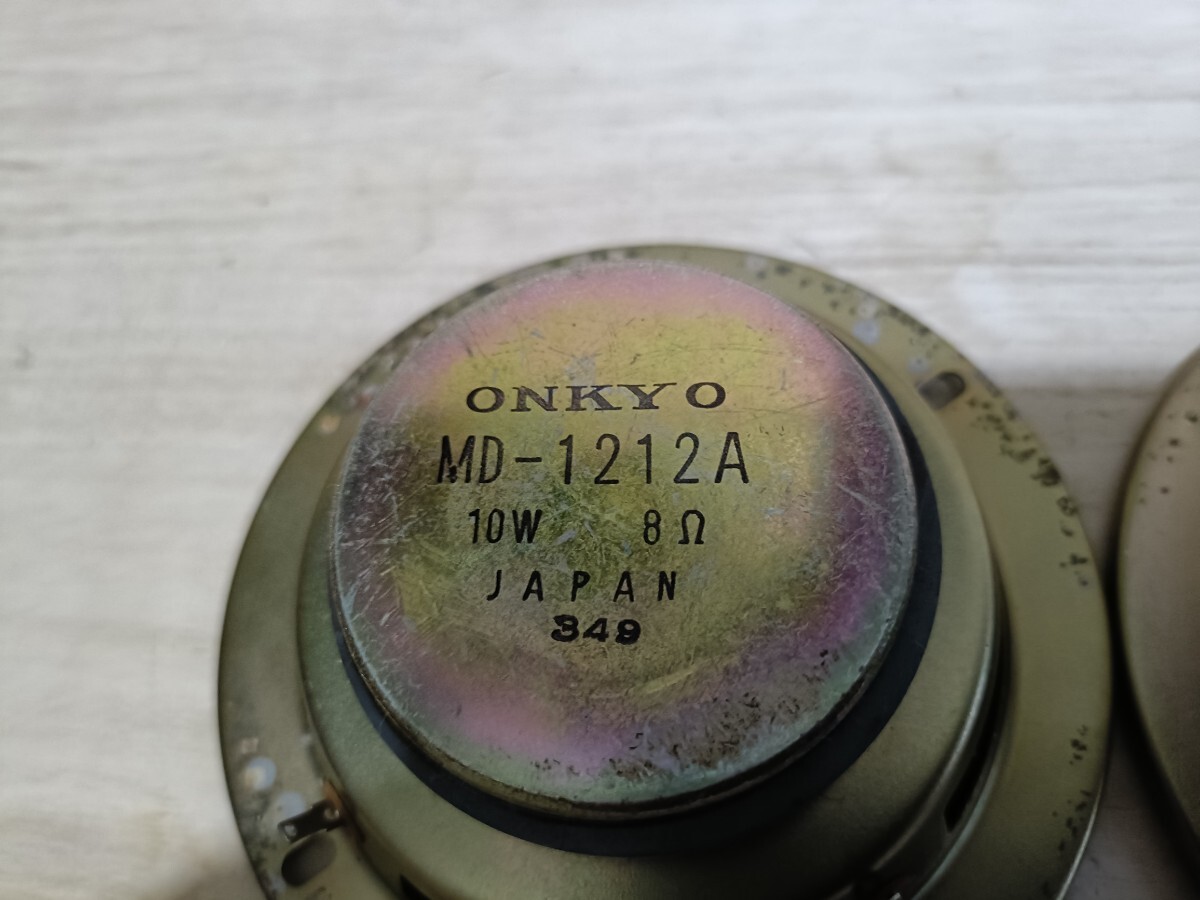 ONKYO
MD-1212A
10W 8Ω
JAPAN
349